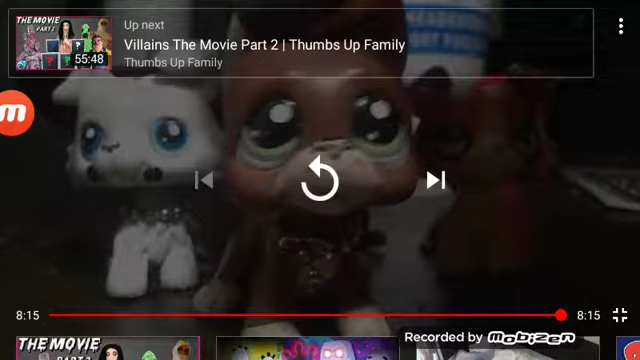 THE MOVIE
PART 2
55:48
Up next
Villains The Movie Part 2 | Thumbs Up Family
Thumbs Up Family
m
8:15
8:15
Recorded by mobizen
THE MOVIE
PART 2